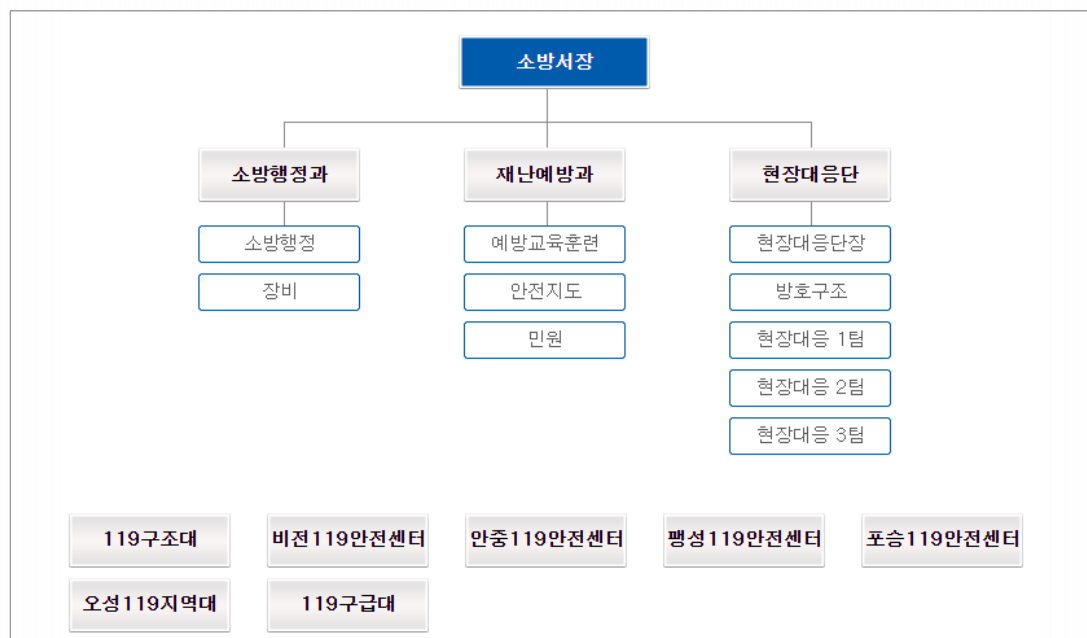 소방서장
소방행정과
재난예방과
현장대응단
소방행정
예방교육훈련
현장대응단장
장비
안전지도
방호구조
민원
현장대응 1팀
현장대응 2팀
현장대응 3팀
119구조대
비전119안전센터
안중119안전센터
팽성119안전센터
포승119안전센터
오성119지역대
119구급대